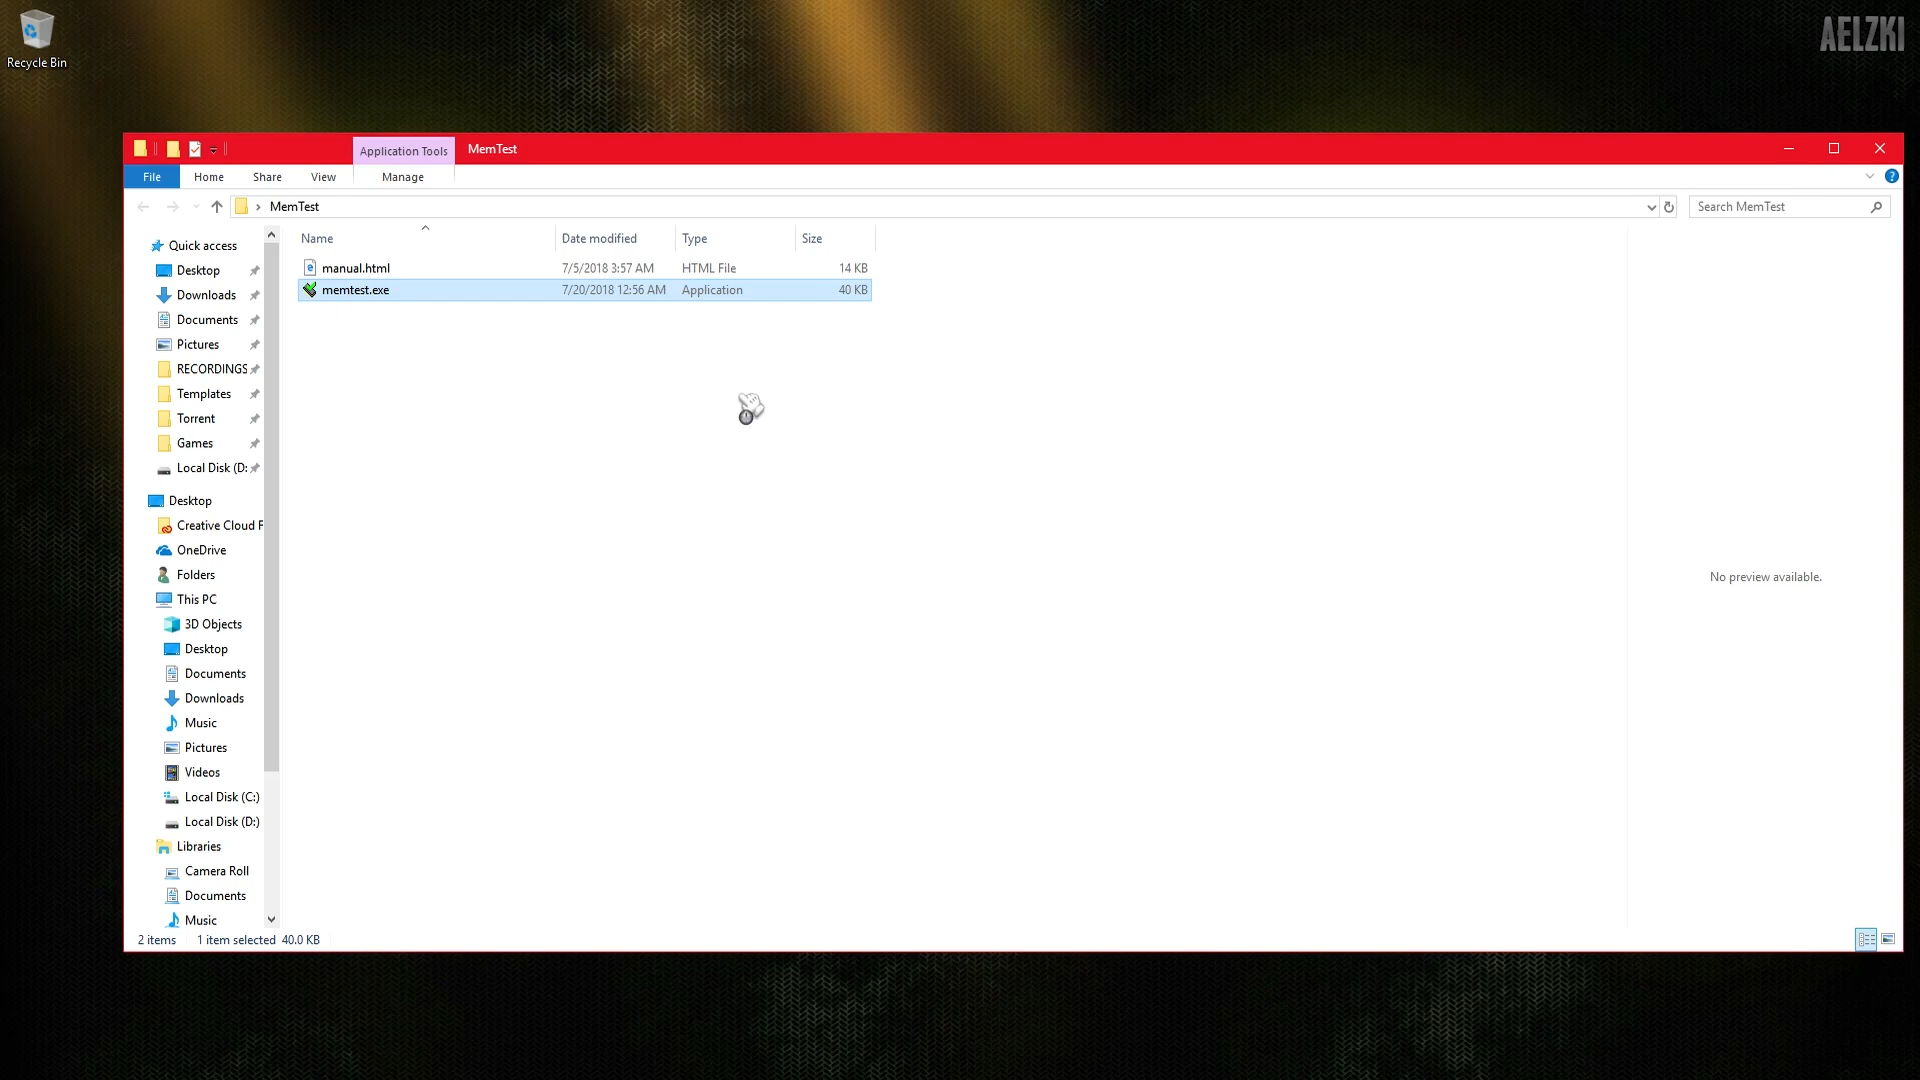 Recycle Bin
AELZKI
Application Tools
MemTest
File
Home
Share
View
Manage
MemTest
Search MemTest
Name
Date modified
Type
Size
manual.html
7/5/2018 3:57 AM
HTML File
14 KB
memtest.exe
7/20/2018 12:56 AM
Application
40 KB
Quick access
Desktop
Downloads
Documents
Pictures
RECORDINGS
Templates
Torrent
Games
Local Disk (D:
Desktop
Creative Cloud F
OneDrive
Folders
This PC
3D Objects
Desktop
Documents
Downloads
Music
Pictures
Videos
Local Disk (C:)
Local Disk (D:)
Libraries
Camera Roll
Documents
Music
No preview available.
2 items
1 item selected 40.0 KB